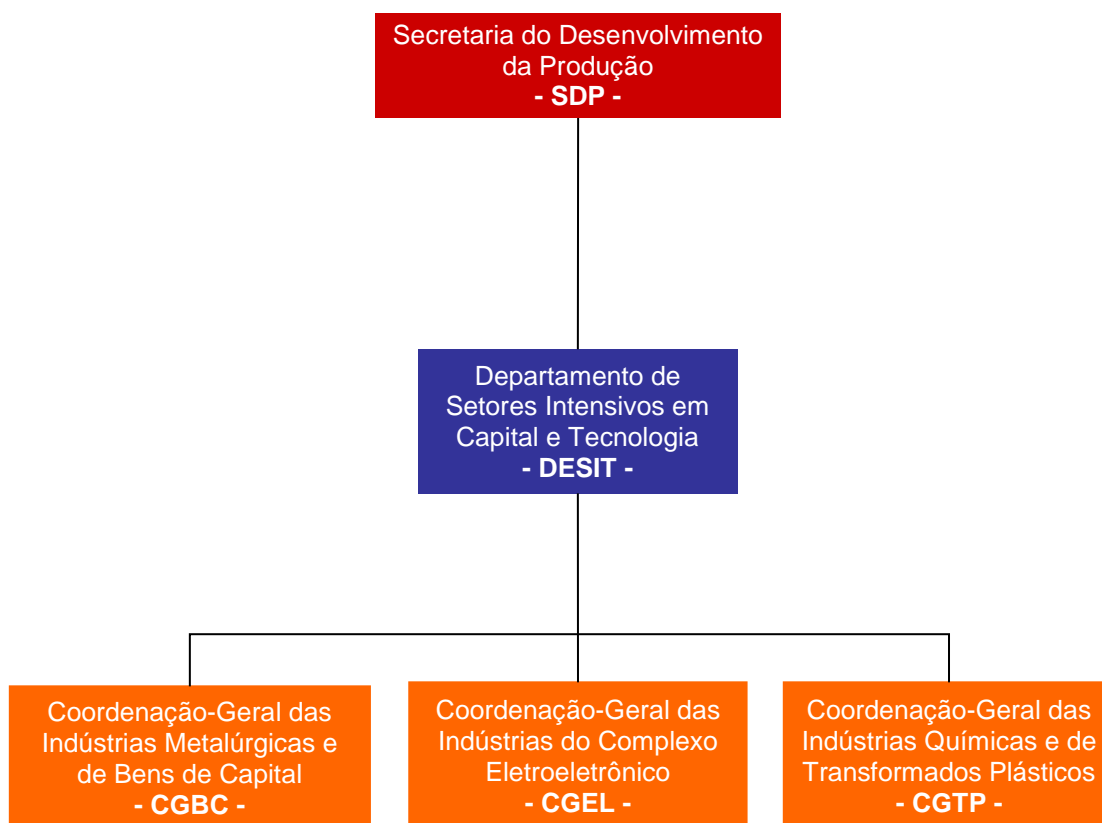 Secretaria do Desenvolvimento
da Produção
- SDP -
Departamento de
Setores Intensivos em
Capital e Tecnologia
- DESIT -
Coordenação-Geral das
Indústrias Metalúrgicas e
de Bens de Capital
- CGBC -
Coordenação-Geral das
Indústrias do Complexo
Eletroeletrônico
- CGEL -
Coordenação-Geral das
Indústrias Químicas e de
Transformados Plásticos
- CGTP -